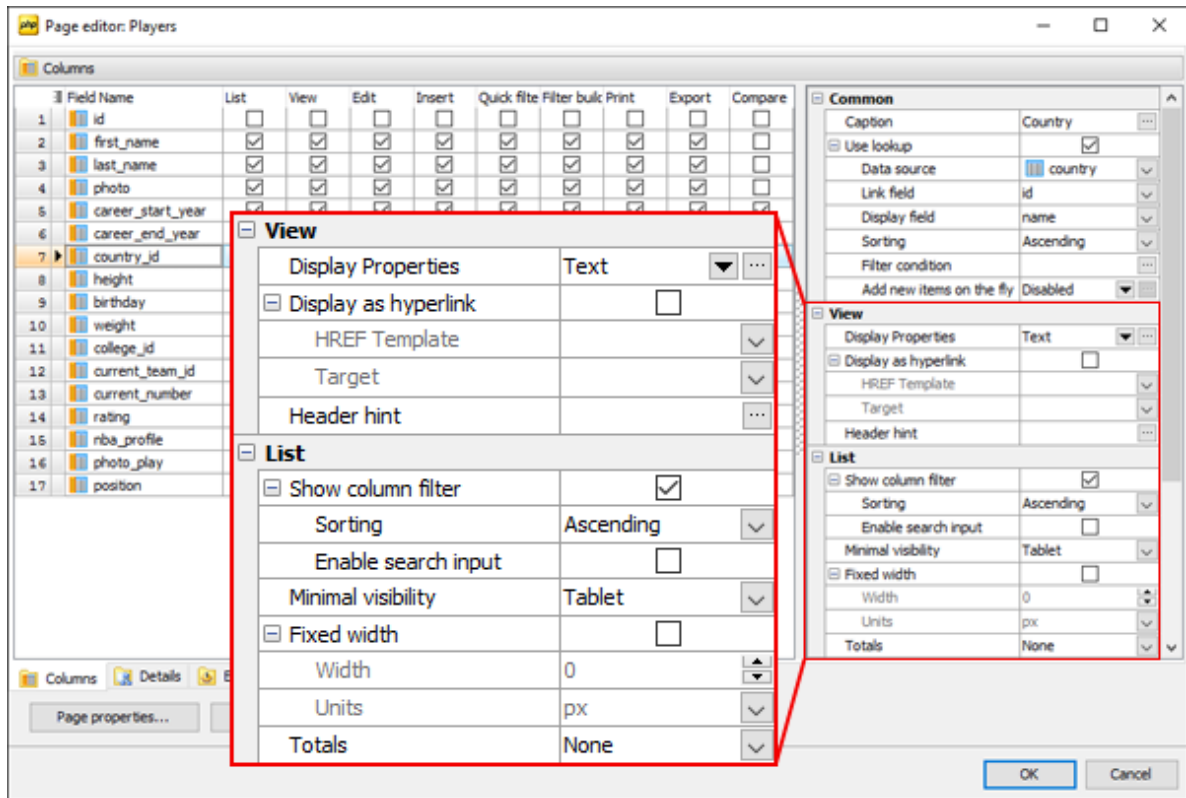 Page editor: Players
Columns
Field Name List View Edit Insert Quick filte Filter builc Print Export Compare
1 id
2 first_name
3 last_name
4 photo
5 career_start_year
6 career_end_year
7 country_id
8 height
9 birthday
10 weight
11 college_id
12 current_team_id
13 current_number
14 rating
15 nba_profile
16 photo_play
17 position
View
Display Properties Text
Display as hyperlink
HREF Template
Target
Header hint
List
Show column filter
Sorting Ascending
Enable search input
Minimal visibility Tablet
Fixed width
Width 0
Units px
Totals None
Common
Caption Country
Use lookup
Data source country
Link field id
Display field name
Sorting Ascending
Filter condition
Add new items on the fly Disabled
View
Display Properties Text
Display as hyperlink
HREF Template
Target
Header hint
List
Show column filter
Sorting Ascending
Enable search input
Minimal visibility Tablet
Fixed width
Width 0
Units px
Totals None
Columns Details
Page properties...
OK Cancel